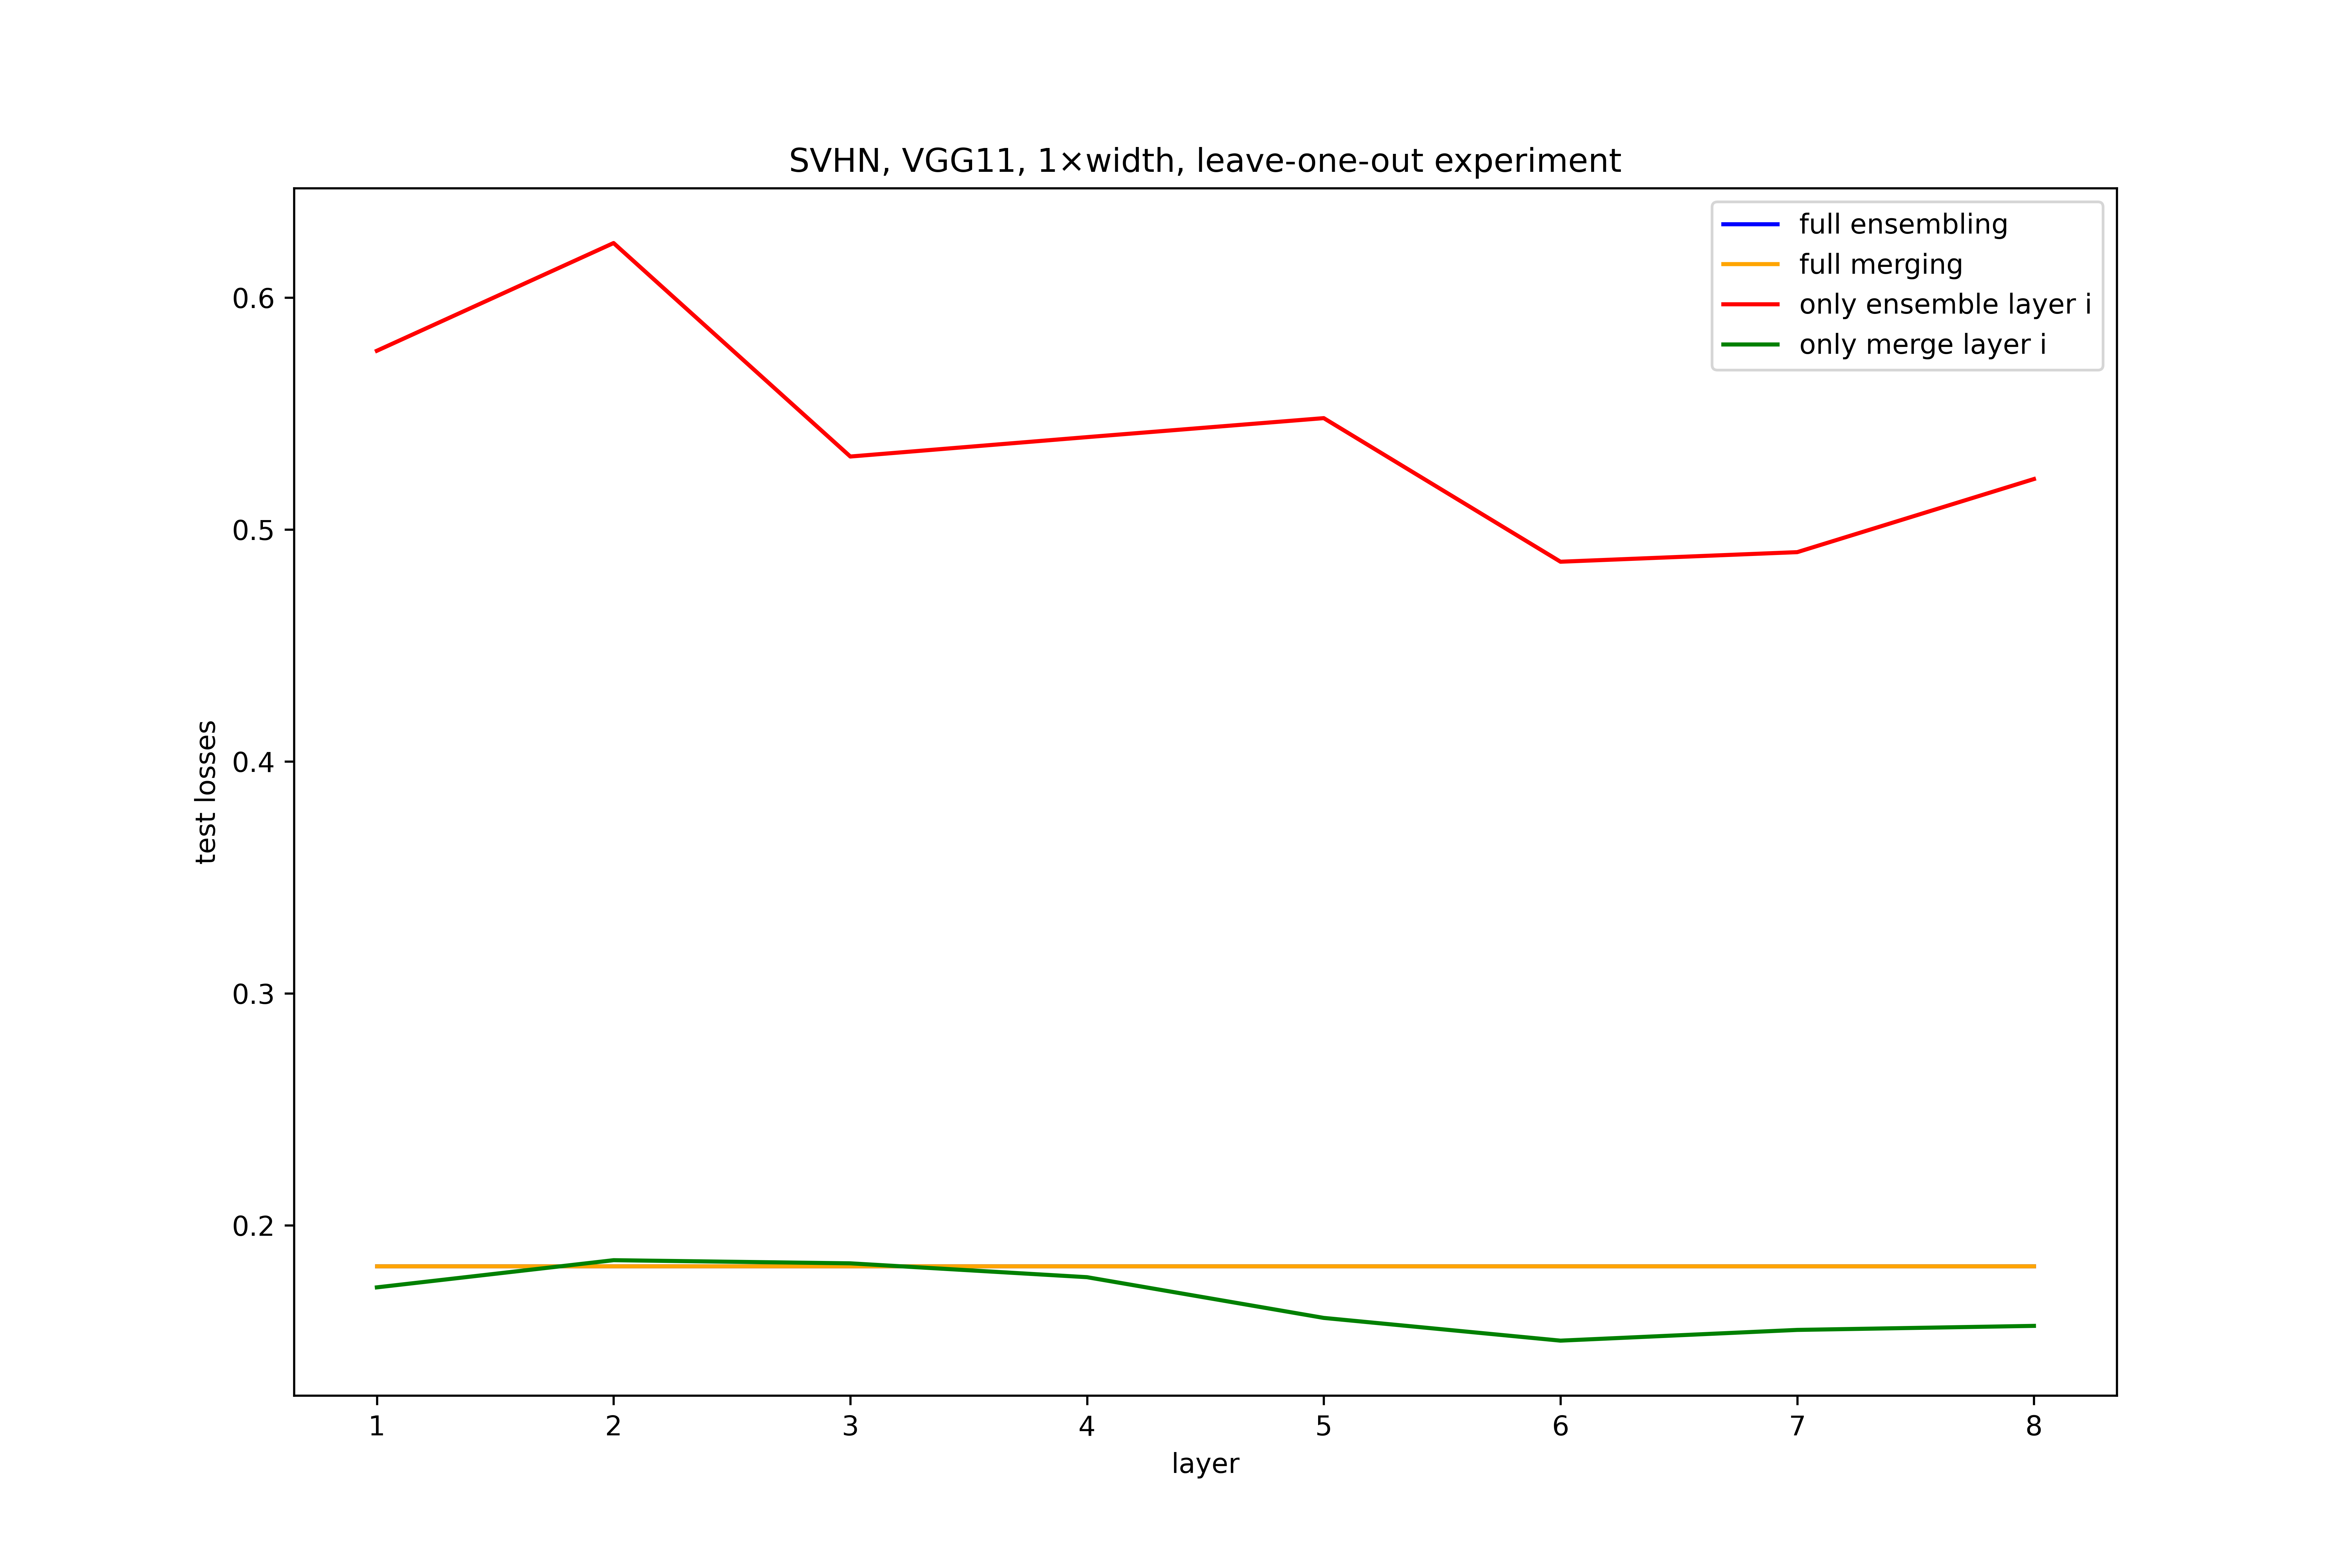 SVHN, VGG11, 1×width, leave-one-out experiment
full ensembling
full merging
only ensemble layer i
only merge layer i
0.6
0.5
0.4
0.3
0.2
test losses
1 2 3 4 5 6 7 8
layer